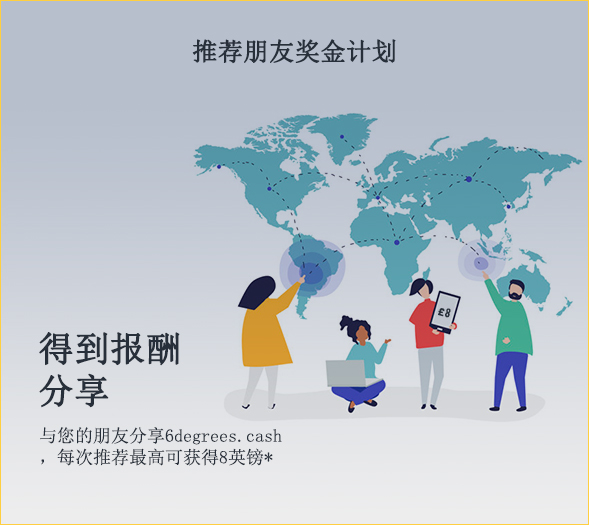 推荐朋友奖金计划
£8
得到报酬
分享
与您的朋友分享6degrees.cash
，每次推荐最高可获得8英镑*